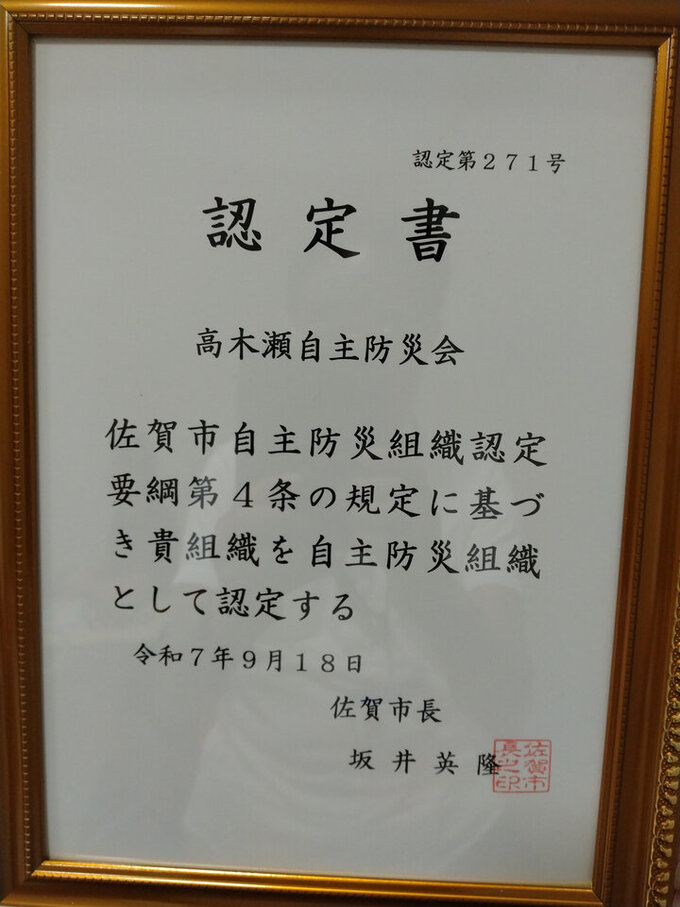 認定第２７１号
認定書
高木瀬自主防災会
佐賀市自主防災組織認定
要綱第４条の規定に基づ
き貴組織を自主防災組織
として認定する
令和７年９月１８日
佐賀市長
坂井英隆
佐賀市
長之印